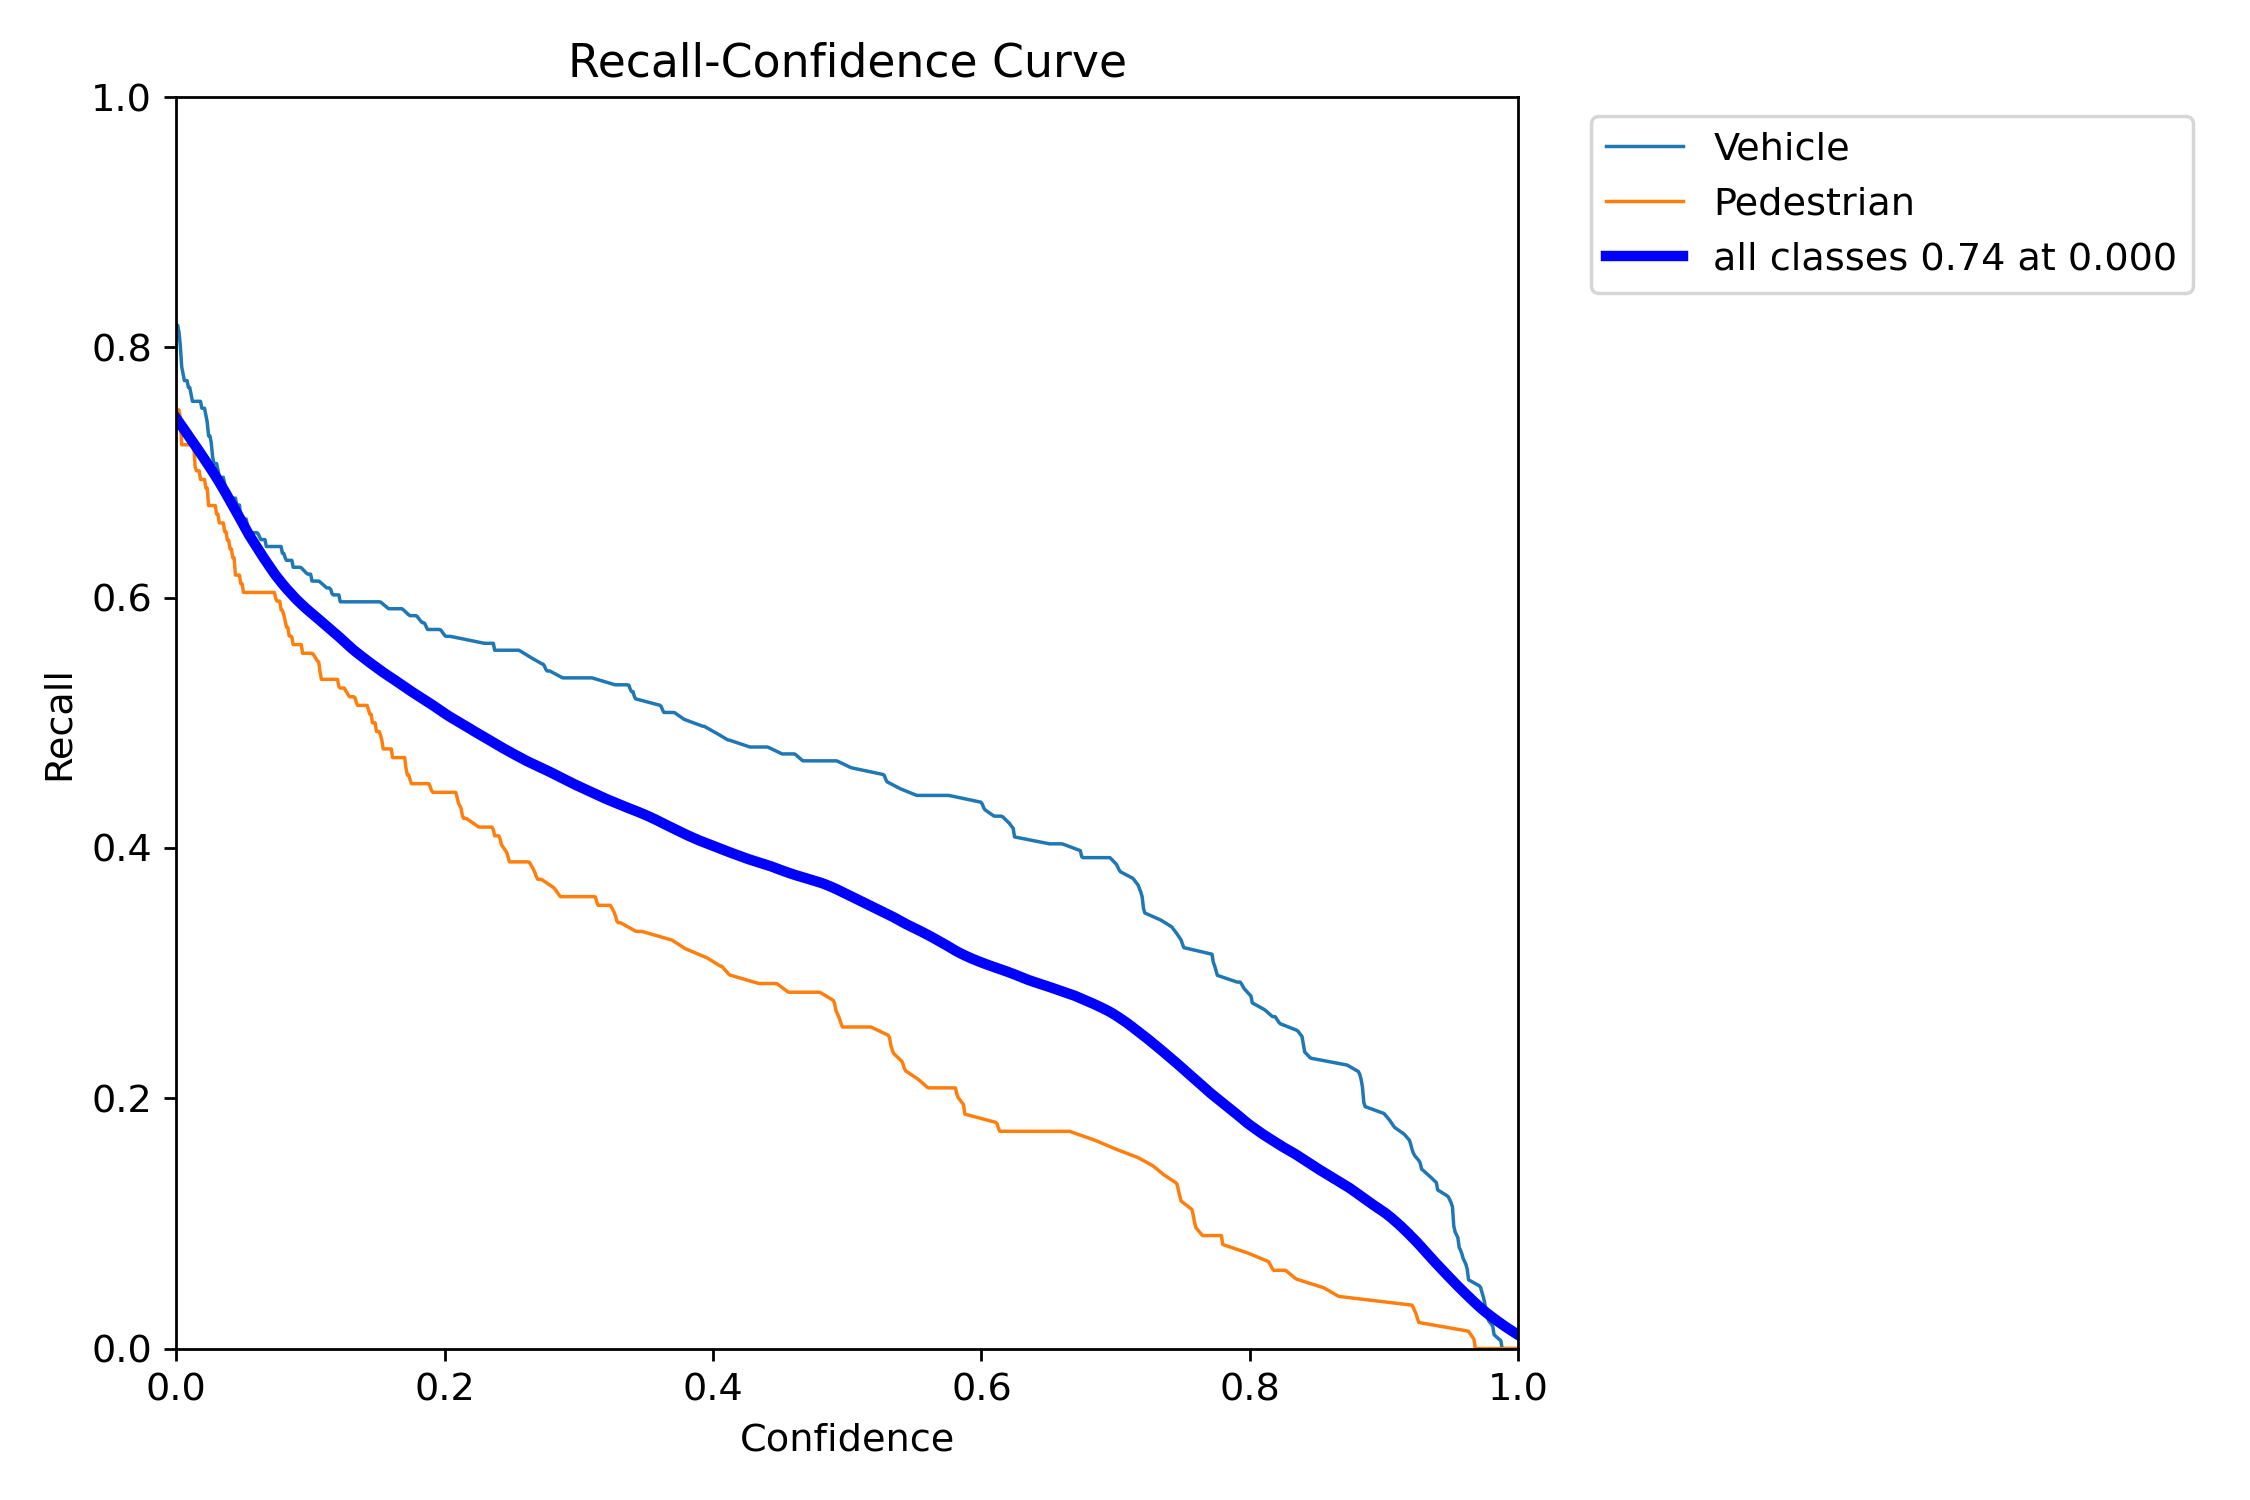 Recall-Confidence Curve
1.0
0.8
0.6
0.4
0.2
0.0
Recall
0.0 0.2 0.4 0.6 0.8 1.0
Confidence
Vehicle
Pedestrian
all classes 0.74 at 0.000